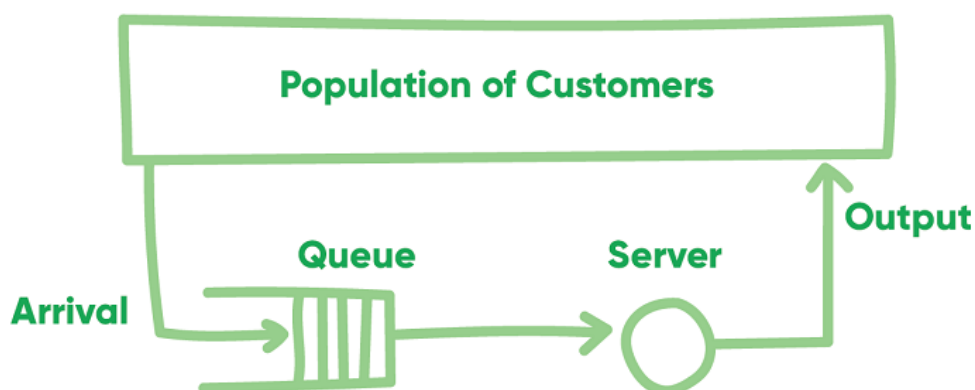 Population of Customers
Output
Queue
Server
Arrival